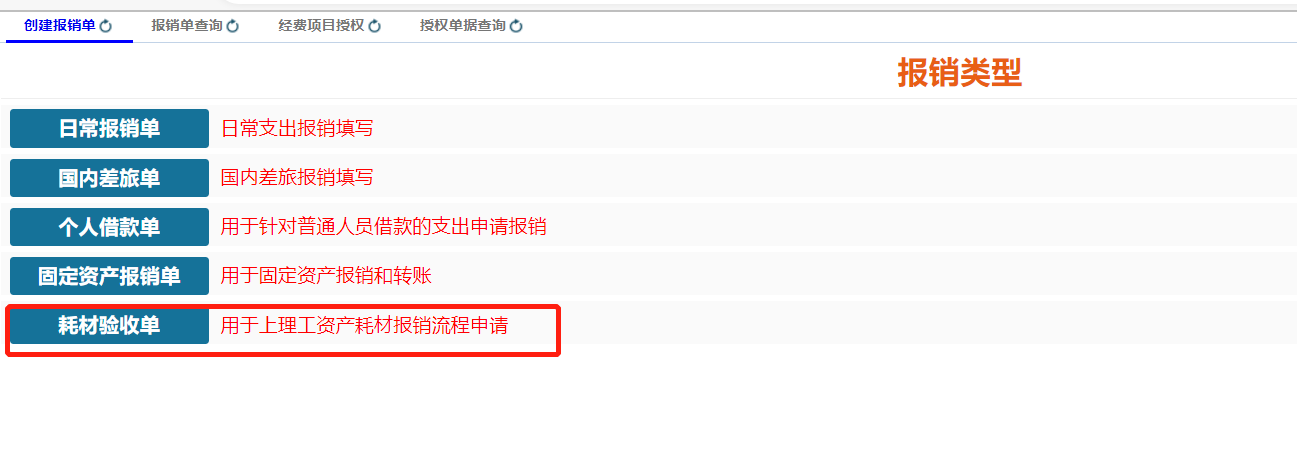 创建报销单 报销单查询 经费项目授权 授权单据查询
报销类型
日常报销单 日常支出报销填写
国内差旅单 国内差旅报销填写
个人借款单 用于针对普通人员借款的支出申请报销
固定资产报销单 用于固定资产报销和转账
耗材验收单 用于上理工资产耗材报销流程申请